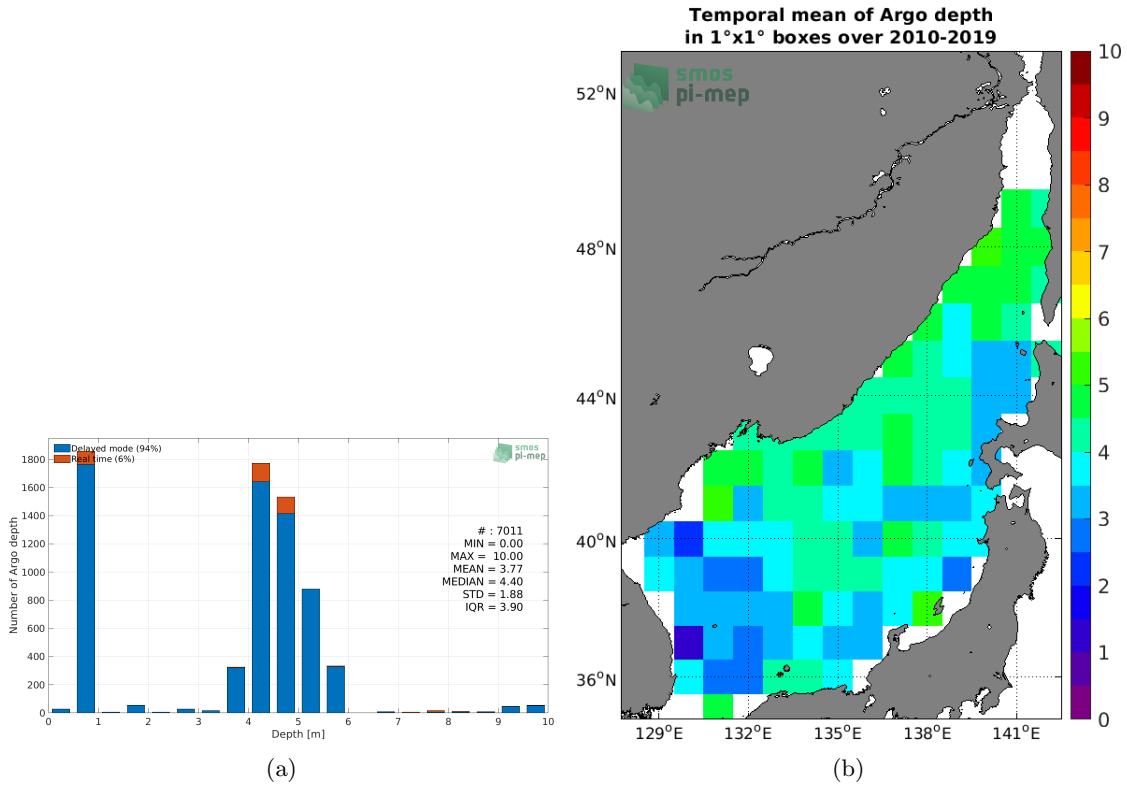 Delayed mode (94%)
Real time (6%)
smos
pi-mep
1800
1600
1400
1200
1000
800
600
400
200
0
Number of Argo depth
# : 7011
MIN = 0.00
MAX = 10.00
MEAN = 3.77
MEDIAN = 4.40
STD = 1.88
IQR = 3.90
0 1 2 3 4 5 6 7 8 9 10
Depth [m]
(a)
Temporal mean of Argo depth
in 1°x1° boxes over 2010-2019
smos
pi-mep
52°N
48°N
44°N
40°N
36°N
129°E 132°E 135°E 138°E 141°E
10
9
8
7
6
5
4
3
2
1
0
(b)